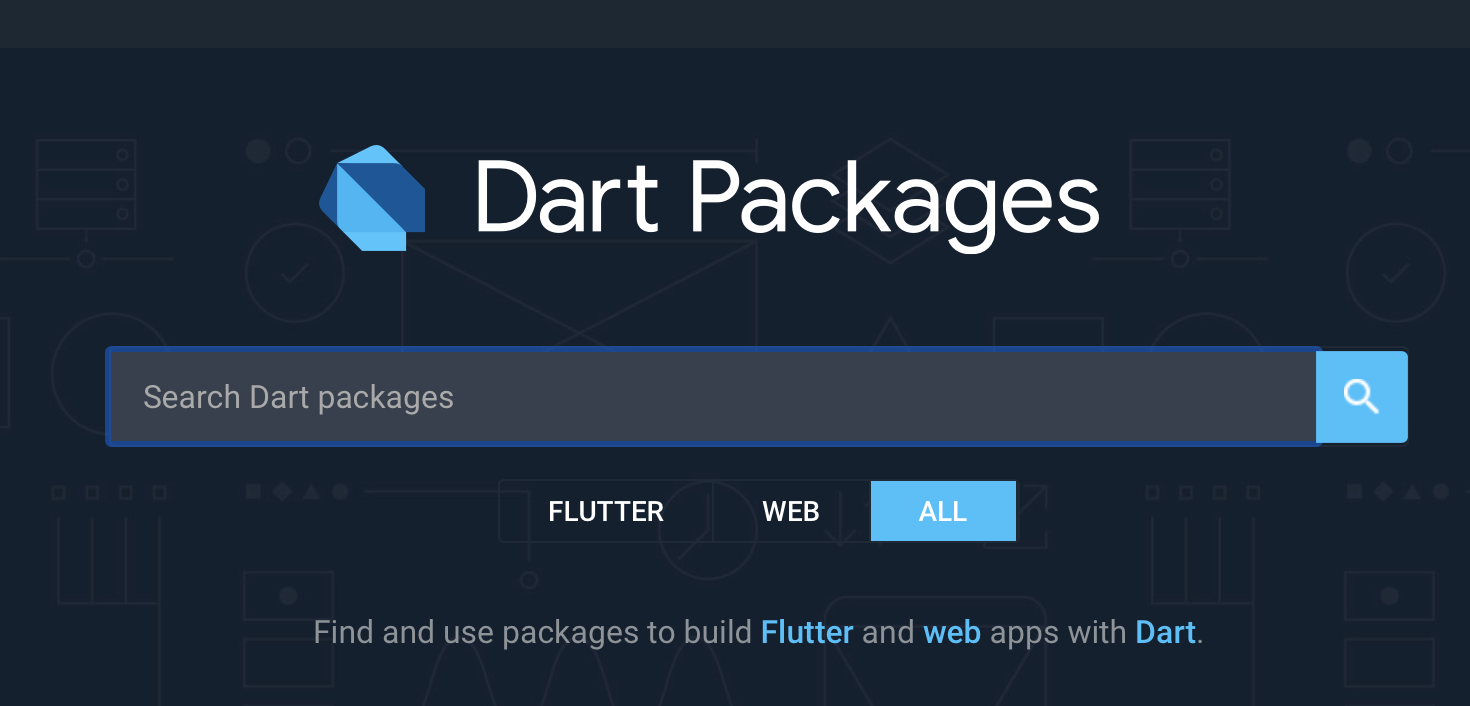 Dart Packages
Search Dart packages
FLUTTER WEB ALL
Find and use packages to build Flutter and web apps with Dart.